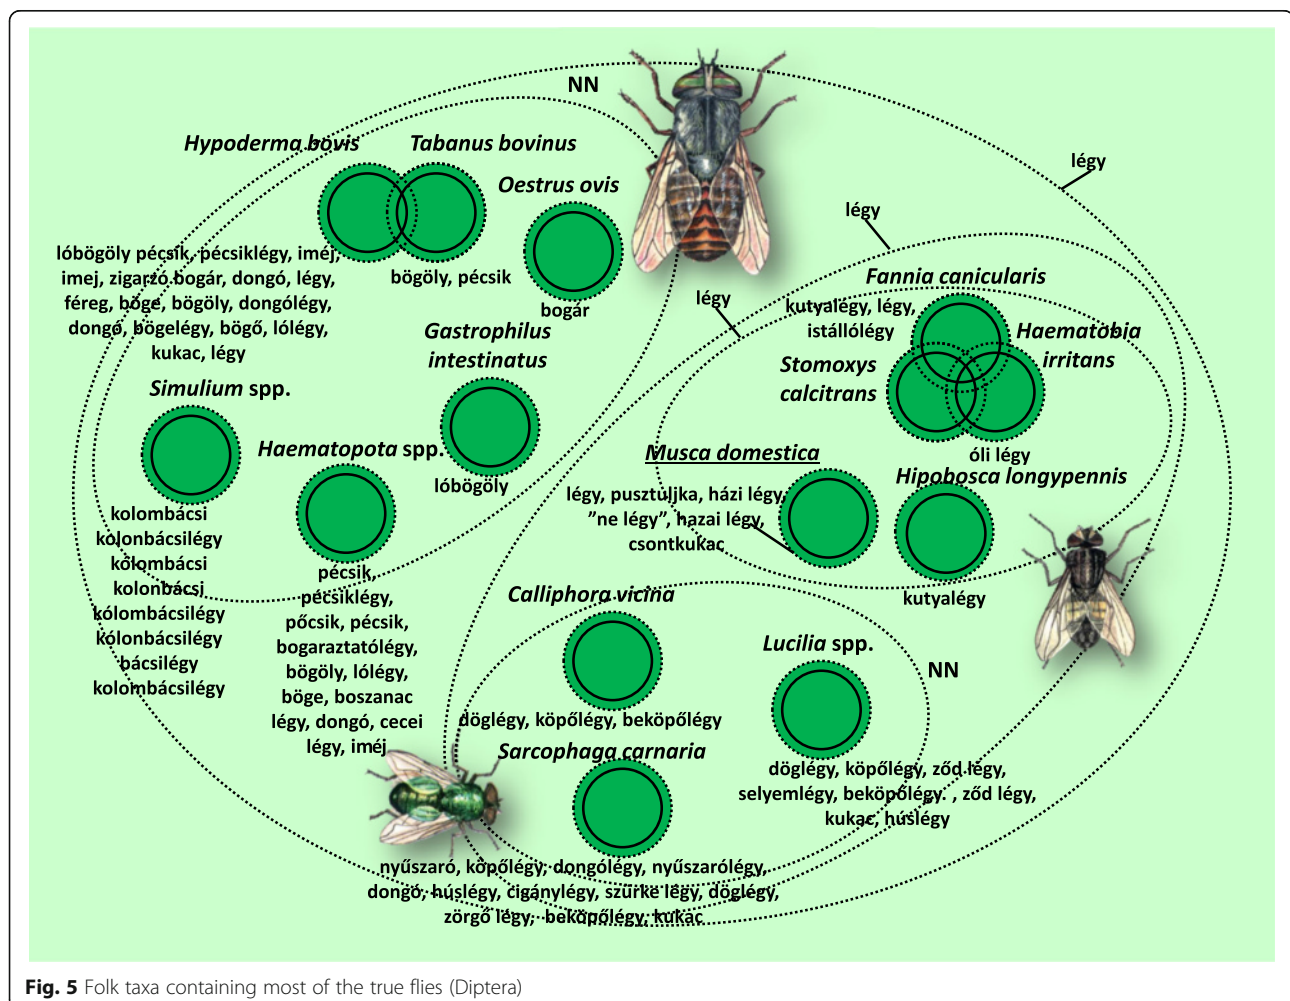 NN
Hypoderma bovis
Tabanus bovinus
Oestrus ovis
légy
légy
légy
lóbögöly pécsik, pécsiklégy, iméj,
imej, zigarzó bogár, dongó, légy,
féreg, böge, bögöly, dongólégy,
dongó, bögelégy, bögő, lólégy,
kukac, légy
bögöly, pécsik
bogár
Gastrophilus
intestinatus
lóbögöly
Fannia canicularis
kutyalégy, légy,
istállólégy
Haematobia
irritans
Stomoxys
calcitrans
óli légy
Simulium spp.
kolombácsi
kolonbácsilégy
kőlombácsi
kolonbácsi
kólombácsilégy
kólonbácsilégy
bácsilégy
kolombácsilégy
Haematopota spp.
pécsik,
pécsiklégy,
pőcsik, pécsik,
bogaraztatólégy,
bögöly, lólégy,
böge, boszanac
légy, dongó, cecei
légy, iméj
Musca domestica
légy, pusztuljka, házi légy,
”ne légy”, hazai légy,
csontkukac
Hipobosca longypennis
kutyalégy
Calliphora vicina
döglégy, köpőlégy, beköpőlégy
Lucilia spp.
NN
döglégy, köpőlégy, ződ légy,
selyemlégy, beköpőlégy. , ződ légy,
kukac, húslégy
Sarcophaga carnaria
nyűszaró, köpőlégy, dongólégy, nyűszarólégy,
dongó, húslégy, cigánylégy, szürke légy, döglégy,
zörgő légy, beköpőlégy, kukac
Fig. 5 Folk taxa containing most of the true flies (Diptera)